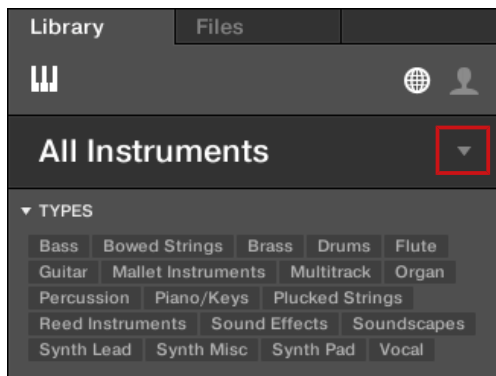 Library Files
All Instruments
TYPES
Bass Bowed Strings Brass Drums Flute
Guitar Mallet Instruments Multitrack Organ
Percussion Piano/Keys Plucked Strings
Reed Instruments Sound Effects Soundscapes
Synth Lead Synth Misc Synth Pad Vocal